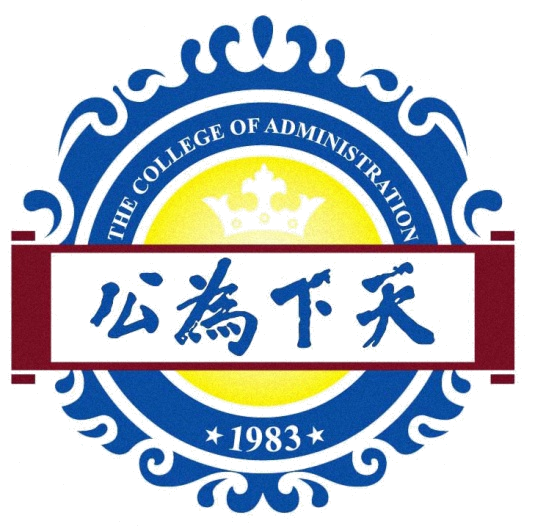 THE COLLEGE OF ADMINISTRATION
天下為公
1983